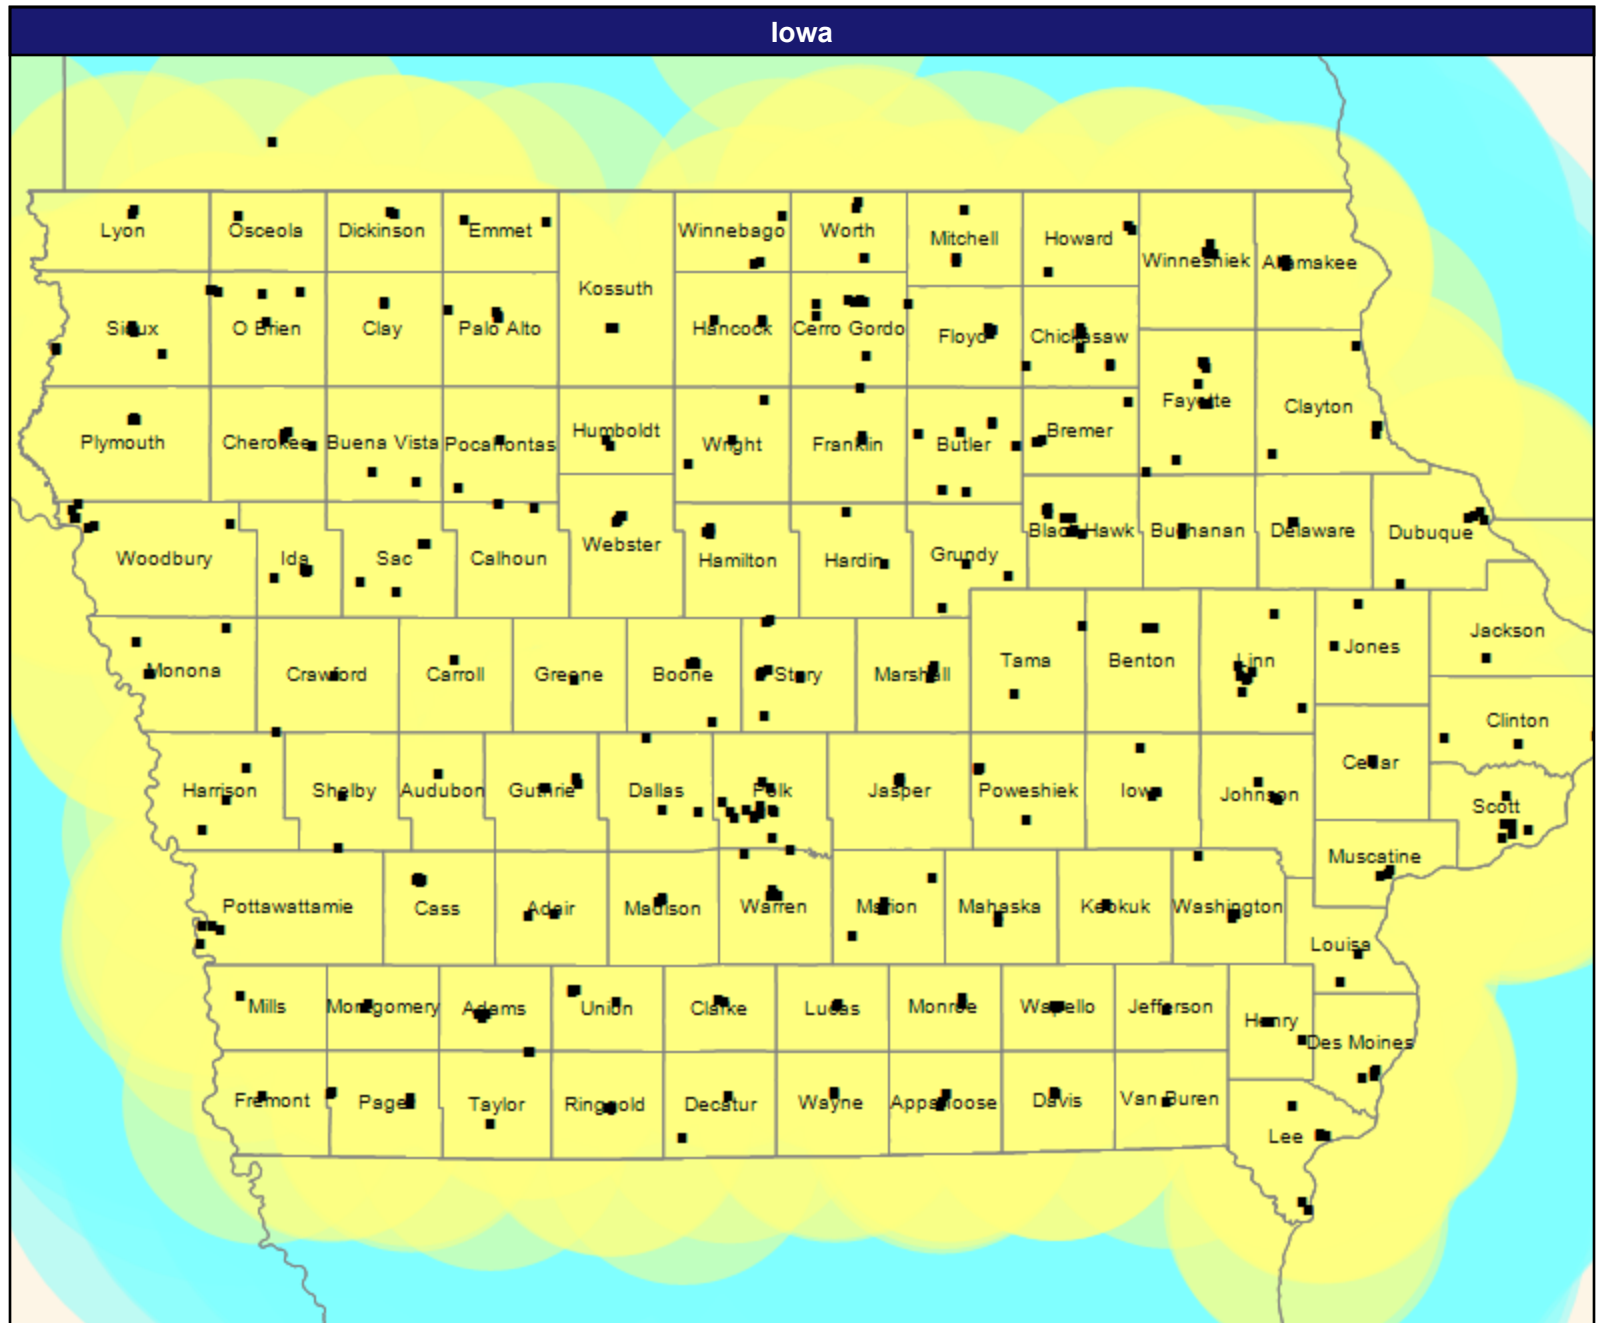 Iowa
Lyon
Osceola
Dickinson
Emmet
Winnebago
Worth
Mitchell
Howard
Winneshiek
Allamakee
Kossuth
Sioux
O Brien
Clay
Palo Alto
Hancock
Cerro Gordo
Floyd
Chickasaw
Fayette
Clayton
Plymouth
Cherokee
Buena Vista
Pocahontas
Humboldt
Wright
Franklin
Butler
Bremer
Woodbury
Ida
Sac
Calhoun
Webster
Hamilton
Hardin
Grundy
Black Hawk
Buchanan
Delaware
Dubuque
Monona
Crawford
Carroll
Greene
Boone
Story
Marshall
Tama
Benton
Linn
Jones
Jackson
Clinton
Harrison
Shelby
Audubon
Guthrie
Dallas
Polk
Jasper
Poweshiek
Iowa
Johnson
Cedar
Scott
Muscatine
Pottawattamie
Cass
Adair
Madison
Warren
Marion
Mahaska
Keokuk
Washington
Louisa
Mills
Montgomery
Adams
Union
Clarke
Lucas
Monroe
Wapello
Jefferson
Henry
Des Moines
Fremont
Page
Taylor
Ringgold
Decatur
Wayne
Appanoose
Davis
Van Buren
Lee